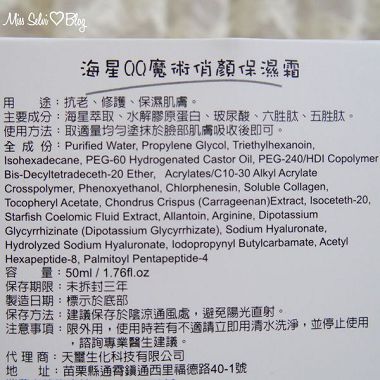 Miss Selvi♡Blog
海星QQ魔術俏顏保濕霜
用　　途：抗老、修護、保濕肌膚。
主要成分：海星萃取、水解膠原蛋白、玻尿酸、六胜肽、五胜肽。
使用方法：取適量均勻塗抹於臉部肌膚吸收後即可。
全 成 份：Purified Water, Propylene Glycol, Triethylhexanoin,
Isohexadecane, PEG-60 Hydrogenated Castor Oil, PEG-240/HDI Copolymer
Bis-Decyltetradeceth-20 Ether, Acrylates/C10-30 Alkyl Acrylate
Crosspolymer, Phenoxyethanol, Chlorphenesin, Soluble Collagen,
Tocopheryl Acetate, Chondrus Crispus (Carrageenan)Extract, Isoceteth-20,
Starfish Coelomic Fluid Extract, Allantoin, Arginine, Dipotassium
Glycyrrhizinate (Dipotassium Glycyrrhizate), Sodium Hyaluronate,
Hydrolyzed Sodium Hyaluronate, Iodopropynyl Butylcarbamate, Acetyl
Hexapeptide-8, Palmitoyl Pentapeptide-4
容　　量：50ml / 1.76fl.oz
保存期限：未拆封三年
製造日期：標示於底部
保存方法：建議保存於陰涼通風處，避免陽光直射。
注意事項：限外用，使用時若有不適請立即用清水洗淨，並停止使用
，諮詢專業醫生建議。
代 理 商：天璽生化科技有限公司
地　　址：苗栗縣通霄鎮通西里福德路40-1號